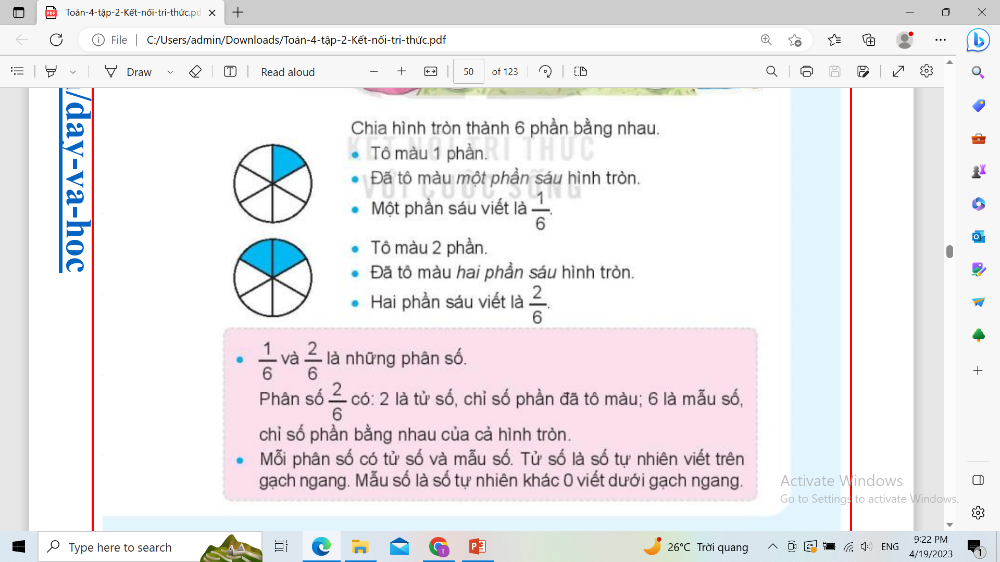 Toán-4-tập-2-Kết-nối-tri-thức.pd
File
C:/Users/admin/Downloads/Toán-4-tập-2-Kết-nối-tri-thức.pdf
Draw
Read aloud
50
of 123
/day-va-hoc
Chia hình tròn thành 6 phần bằng nhau.
KẾT NỐI TRI THỨC
VỚI CUỘC SỐNG
• Tô màu 1 phần.
• Đã tô màu một phần sáu hình tròn.
• Một phần sáu viết là 1/6.
• Tô màu 2 phần.
• Đã tô màu hai phần sáu hình tròn.
• Hai phần sáu viết là 2/6.
• 1/6 và 2/6 là những phân số.
Phân số 2/6 có: 2 là tử số, chỉ số phần đã tô màu; 6 là mẫu số,
chỉ số phần bằng nhau của cả hình tròn.
• Mỗi phân số có tử số và mẫu số. Tử số là số tự nhiên viết trên
gạch ngang. Mẫu số là số tự nhiên khác 0 viết dưới gạch ngang.
Activate Windows
Go to Settings to activate Windows.
Type here to search
26°C Trời quang
ENG
9:22 PM
4/19/2023
1